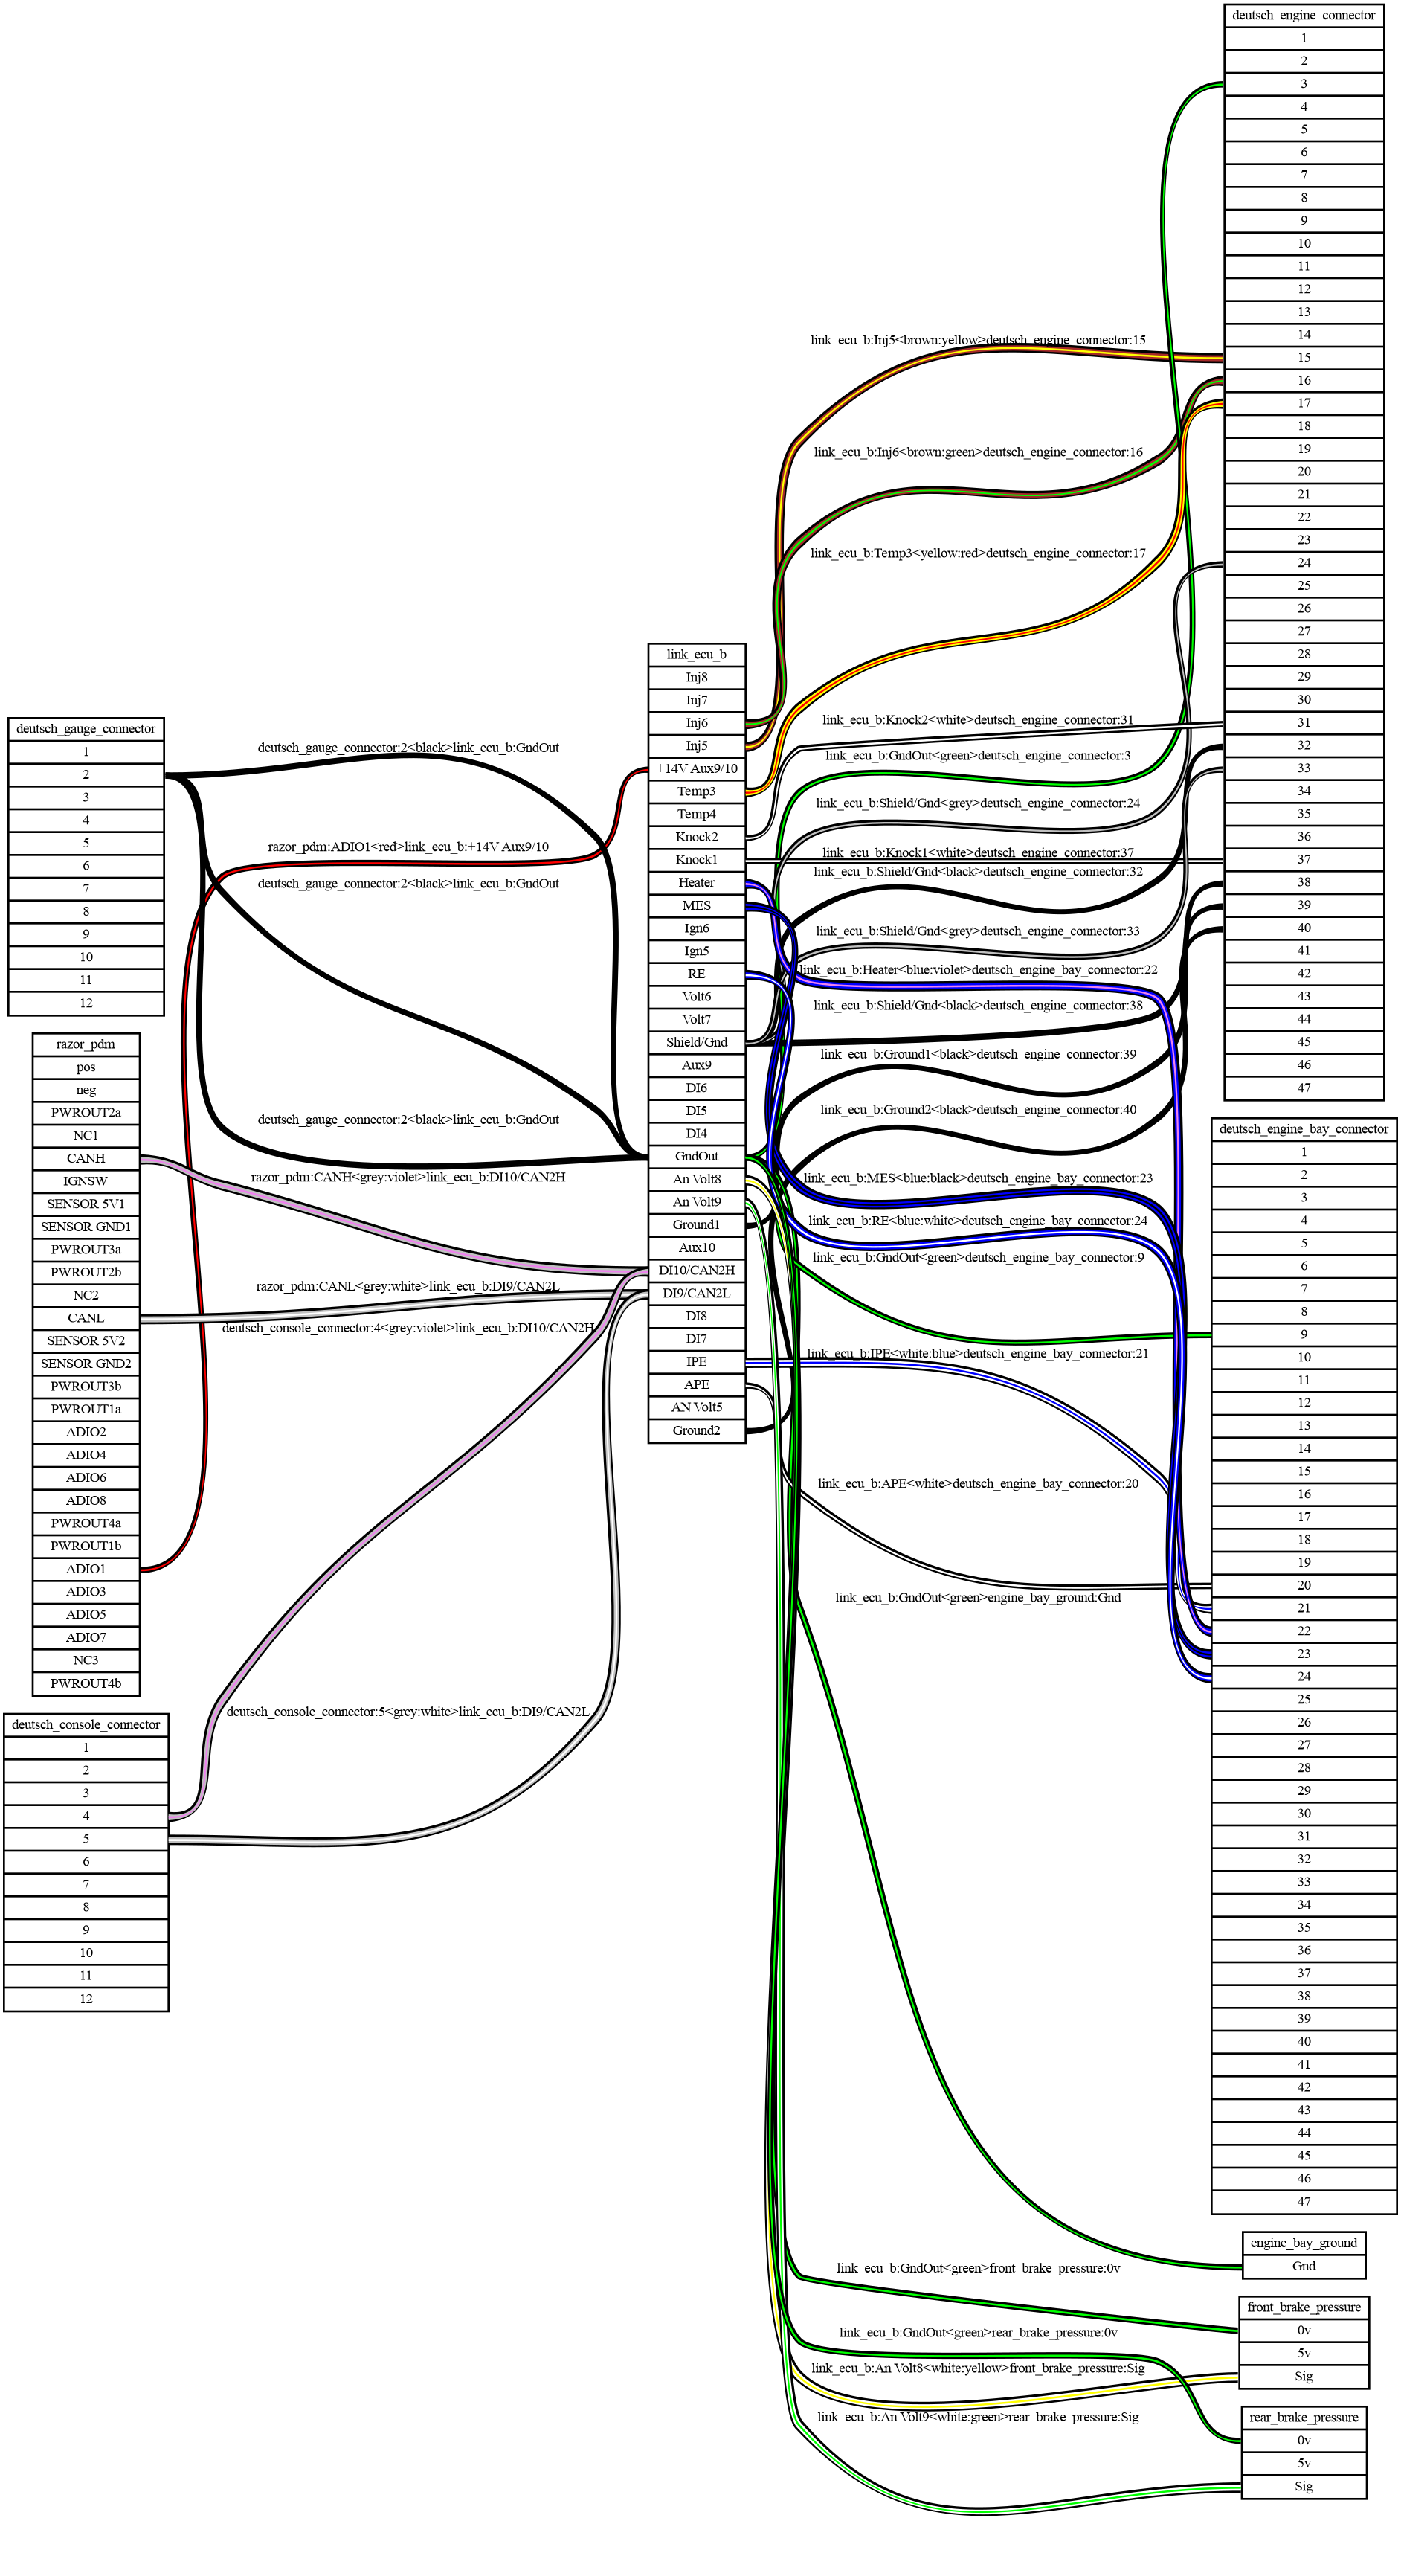 deutsch_gauge_connector
1
2
3
4
5
6
7
8
9
10
11
12
razor_pdm
pos
neg
PWROUT2a
NC1
CANH
IGNSW
SENSOR 5V1
SENSOR GND1
PWROUT3a
PWROUT2b
NC2
CANL
SENSOR 5V2
SENSOR GND2
PWROUT3b
PWROUT1a
ADIO2
ADIO4
ADIO6
ADIO8
PWROUT4a
PWROUT1b
ADIO1
ADIO3
ADIO5
ADIO7
NC3
PWROUT4b
deutsch_console_connector
1
2
3
4
5
6
7
8
9
10
11
12
deutsch_gauge_connector:2<black>link_ecu_b:GndOut
razor_pdm:ADIO1<red>link_ecu_b:+14V Aux9/10
deutsch_gauge_connector:2<black>link_ecu_b:GndOut
deutsch_gauge_connector:2<black>link_ecu_b:GndOut
razor_pdm:CANH<grey:violet>link_ecu_b:DI10/CAN2H
razor_pdm:CANL<grey:white>link_ecu_b:DI9/CAN2L
deutsch_console_connector:4<grey:violet>link_ecu_b:DI10/CAN2H
deutsch_console_connector:5<grey:white>link_ecu_b:DI9/CAN2L
link_ecu_b
Inj8
Inj7
Inj6
Inj5
+14V Aux9/10
Temp3
Temp4
Knock2
Knock1
Heater
MES
Ign6
Ign5
RE
Volt6
Volt7
Shield/Gnd
Aux9
DI6
DI5
DI4
GndOut
An Volt8
An Volt9
Ground1
Aux10
DI10/CAN2H
DI9/CAN2L
DI8
DI7
IPE
APE
AN Volt5
Ground2
link_ecu_b:Inj5<brown:yellow>deutsch_engine_connector:15
link_ecu_b:Inj6<brown:green>deutsch_engine_connector:16
link_ecu_b:Temp3<yellow:red>deutsch_engine_connector:17
link_ecu_b:Knock2<white>deutsch_engine_connector:31
link_ecu_b:GndOut<green>deutsch_engine_connector:3
link_ecu_b:Shield/Gnd<grey>deutsch_engine_connector:24
link_ecu_b:Knock1<white>deutsch_engine_connector:37
link_ecu_b:Shield/Gnd<black>deutsch_engine_connector:32
link_ecu_b:Shield/Gnd<grey>deutsch_engine_connector:33
link_ecu_b:Heater<blue:violet>deutsch_engine_bay_connector:22
link_ecu_b:Shield/Gnd<black>deutsch_engine_connector:38
link_ecu_b:Ground1<black>deutsch_engine_connector:39
link_ecu_b:Ground2<black>deutsch_engine_connector:40
link_ecu_b:MES<blue:black>deutsch_engine_bay_connector:23
link_ecu_b:RE<blue:white>deutsch_engine_bay_connector:24
link_ecu_b:GndOut<green>deutsch_engine_bay_connector:9
link_ecu_b:IPE<white:blue>deutsch_engine_bay_connector:21
link_ecu_b:APE<white>deutsch_engine_bay_connector:20
link_ecu_b:GndOut<green>engine_bay_ground:Gnd
link_ecu_b:GndOut<green>front_brake_pressure:0v
link_ecu_b:GndOut<green>rear_brake_pressure:0v
link_ecu_b:An Volt8<white:yellow>front_brake_pressure:Sig
link_ecu_b:An Volt9<white:green>rear_brake_pressure:Sig
deutsch_engine_connector
1
2
3
4
5
6
7
8
9
10
11
12
13
14
15
16
17
18
19
20
21
22
23
24
25
26
27
28
29
30
31
32
33
34
35
36
37
38
39
40
41
42
43
44
45
46
47
deutsch_engine_bay_connector
1
2
3
4
5
6
7
8
9
10
11
12
13
14
15
16
17
18
19
20
21
22
23
24
25
26
27
28
29
30
31
32
33
34
35
36
37
38
39
40
41
42
43
44
45
46
47
engine_bay_ground
Gnd
front_brake_pressure
0v
5v
Sig
rear_brake_pressure
0v
5v
Sig